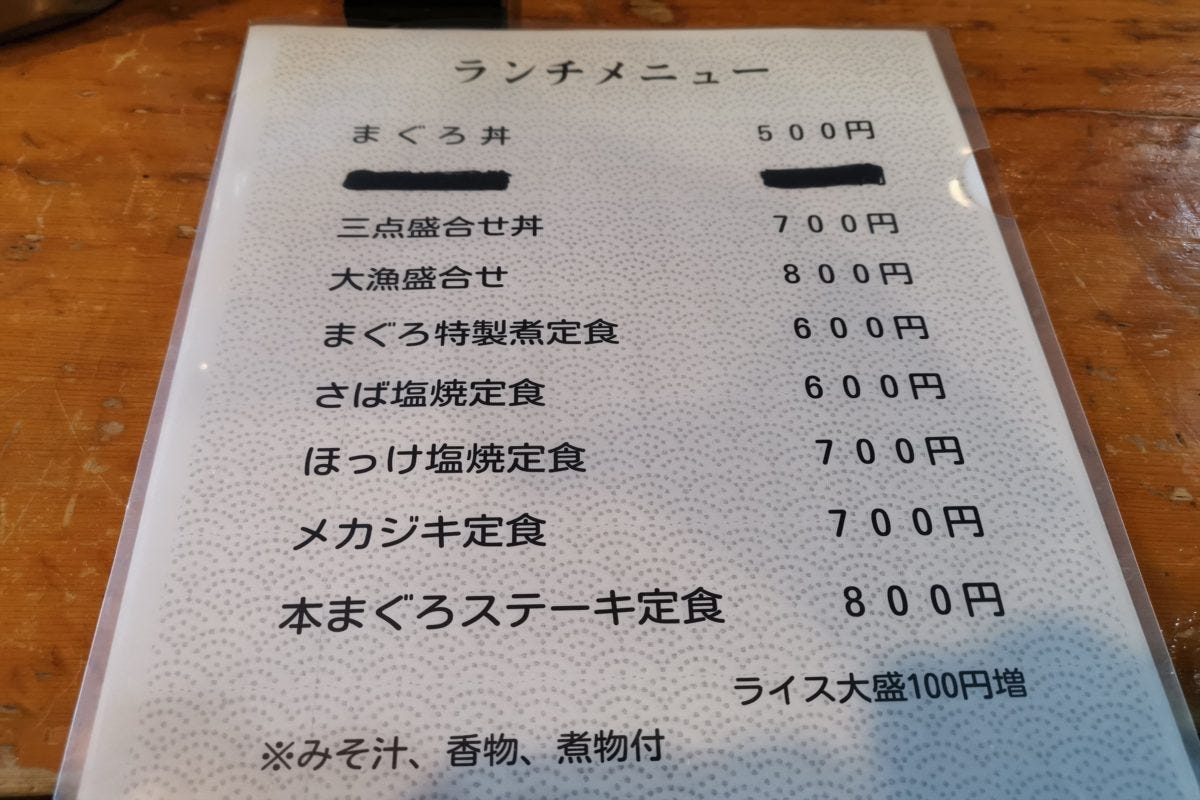 ランチメニュー
まぐろ丼 500円
三点盛合せ丼 700円
大漁盛合せ 800円
まぐろ特製煮定食 600円
さば塩焼定食 600円
ほっけ塩焼定食 700円
メカジキ定食 700円
本まぐろステーキ定食 800円
ライス大盛100円増
※みそ汁、香物、煮物付